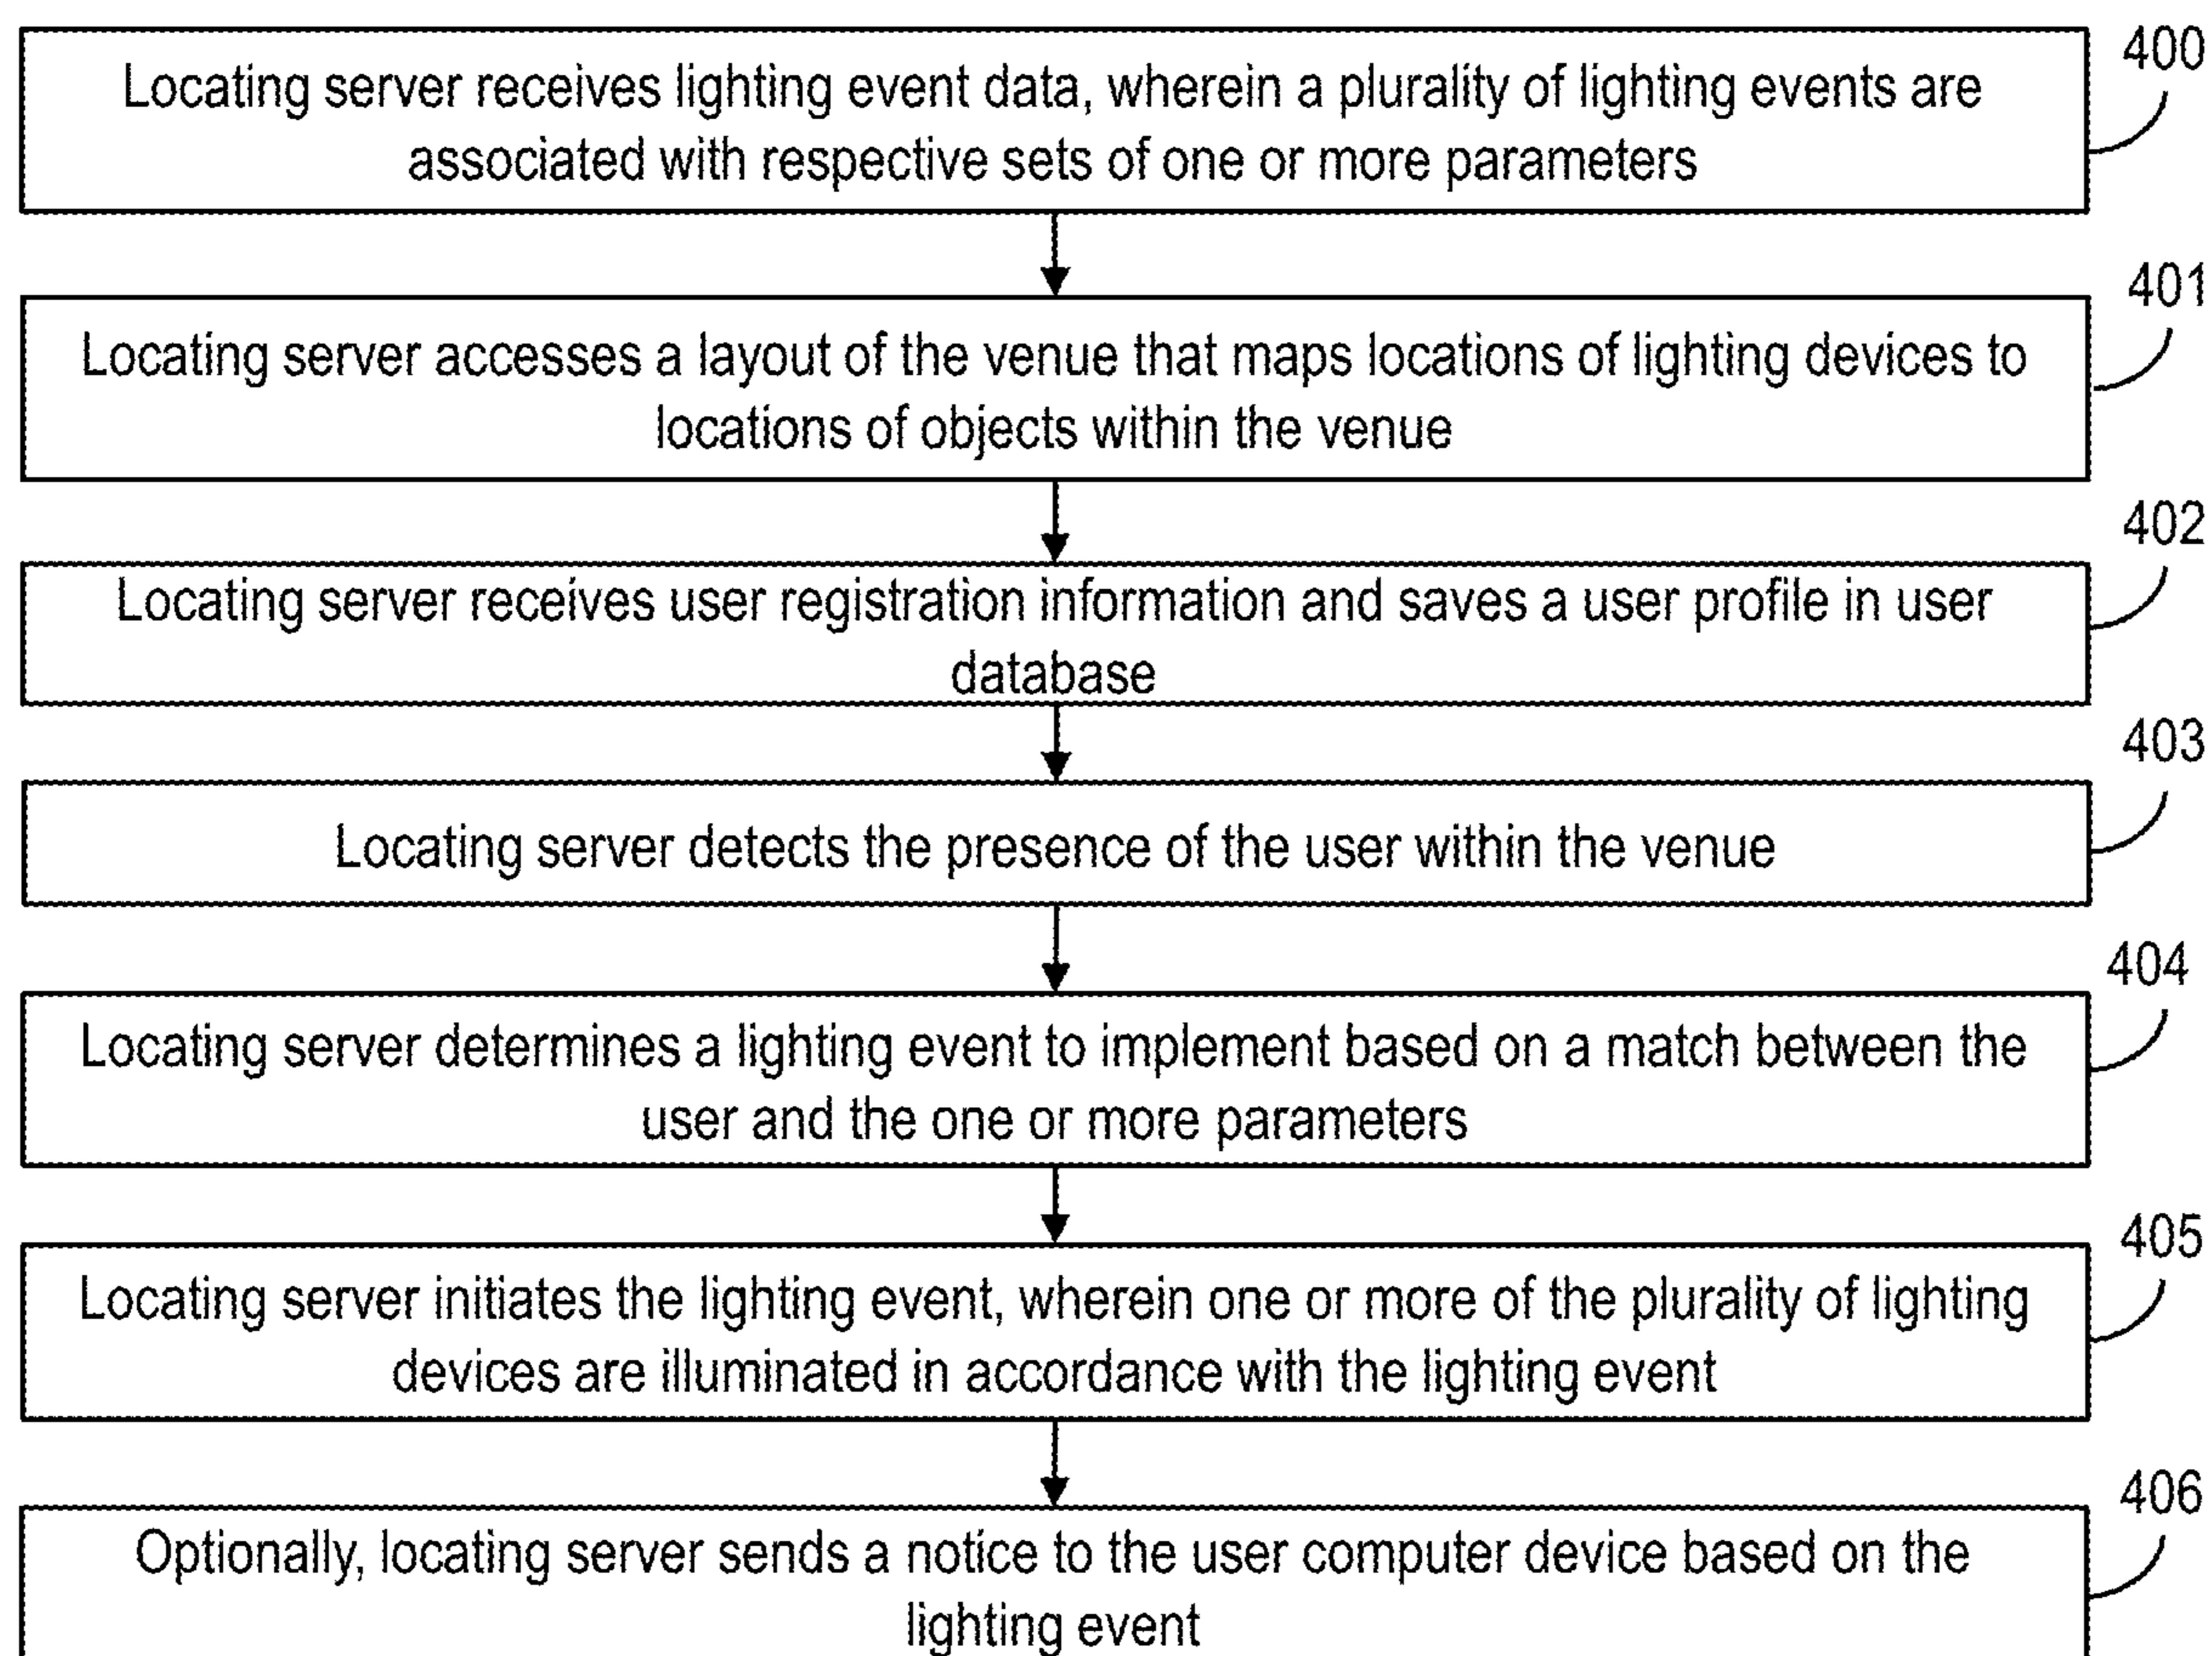 400
Locating server receives lighting event data, wherein a plurality of lighting events are
associated with respective sets of one or more parameters
401
Locating server accesses a layout of the venue that maps locations of lighting devices to
locations of objects within the venue
402
Locating server receives user registration information and saves a user profile in user
database
403
Locating server detects the presence of the user within the venue
404
Locating server determines a lighting event to implement based on a match between the
user and the one or more parameters
405
Locating server initiates the lighting event, wherein one or more of the plurality of lighting
devices are illuminated in accordance with the lighting event
406
Optionally, locating server sends a notice to the user computer device based on the
lighting event